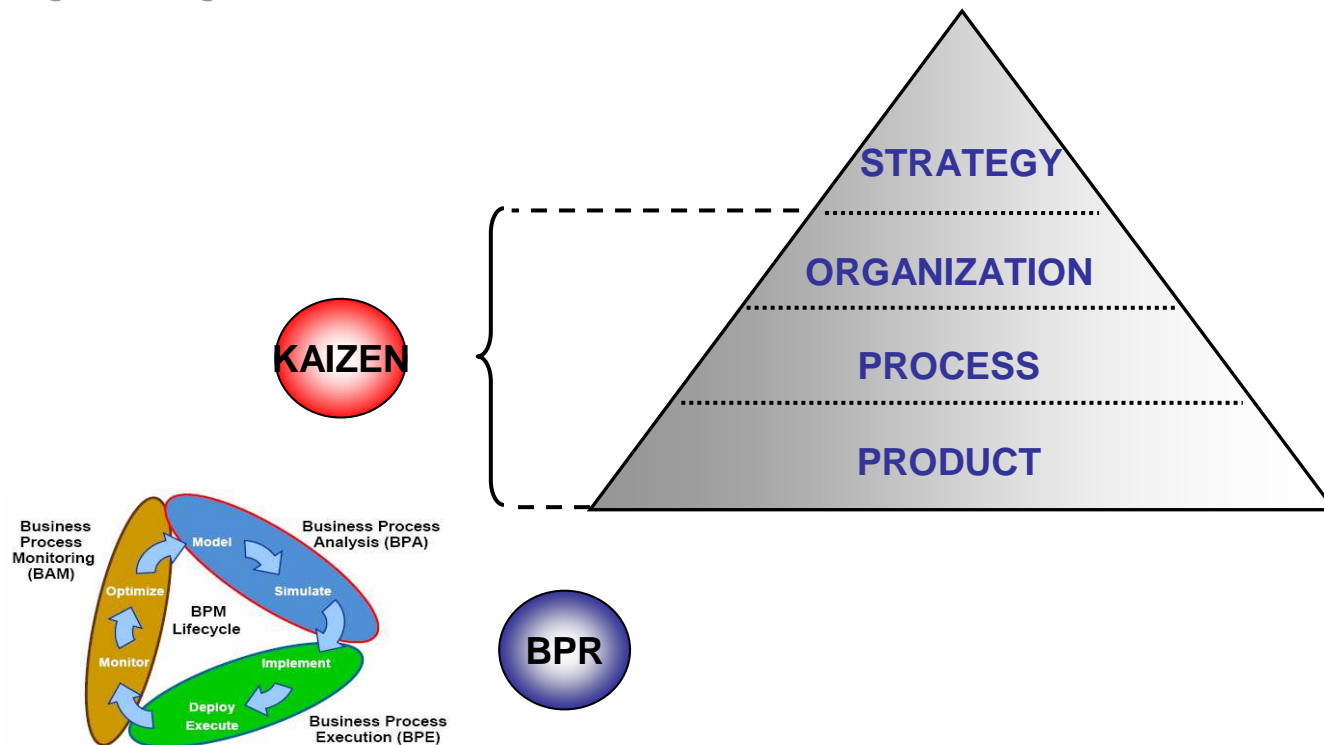 STRATEGY
ORGANIZATION
KAIZEN
PROCESS
PRODUCT
Business
Process
Monitoring
(BAM)
Model
Business Process
Analysis (BPA)
Optimize
Simulate
BPM
Lifecycle
BPR
Monitor
Implement
Deploy
Execute
Business Process
Execution (BPE)